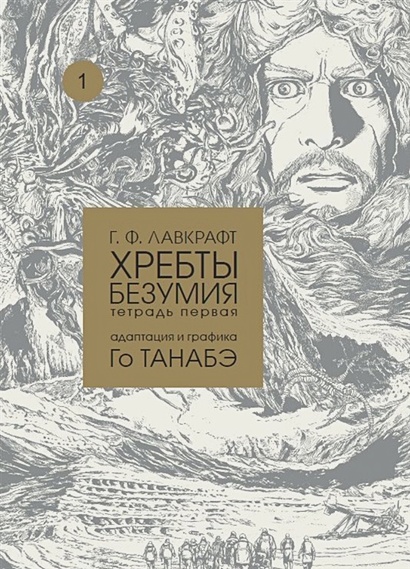 1
Г. Ф. ЛАВКРАФТ
ХРЕБТЫ
БЕЗУМИЯ
тетрадь первая
адаптация и графика
Го ТАНАБЭ